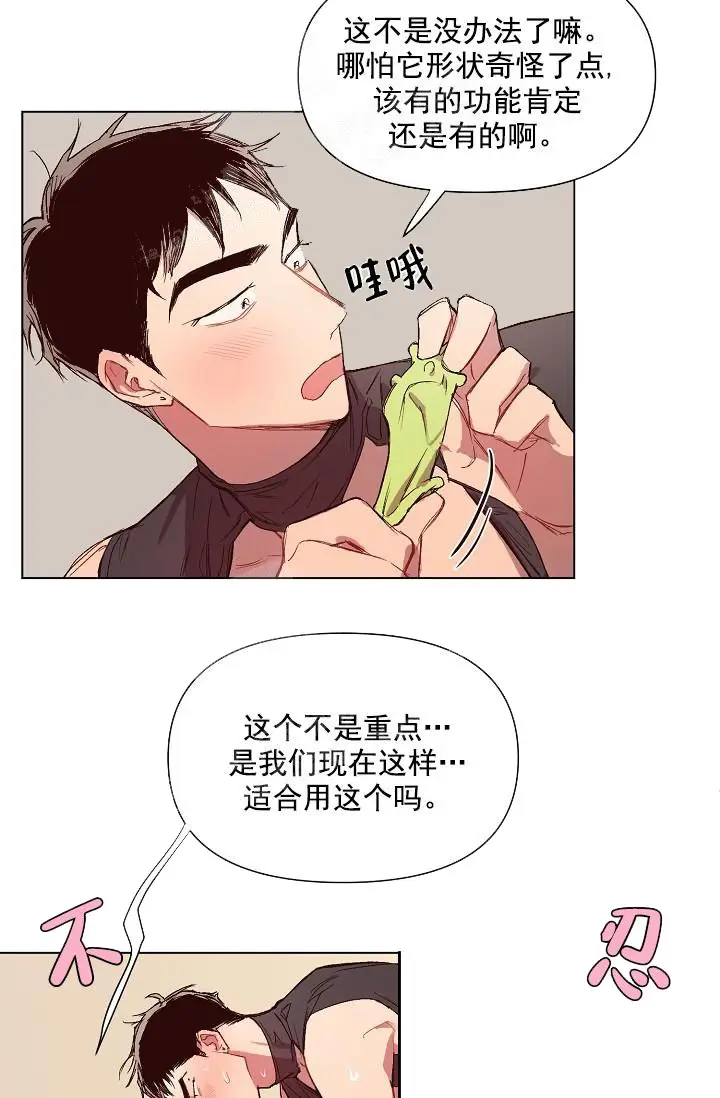 这不是没办法了嘛。
哪怕它形状奇怪了点,
该有的功能肯定
还是有的啊。
哇哦
这个不是重点…
是我们现在这样…
适合用这个吗。
不
忍